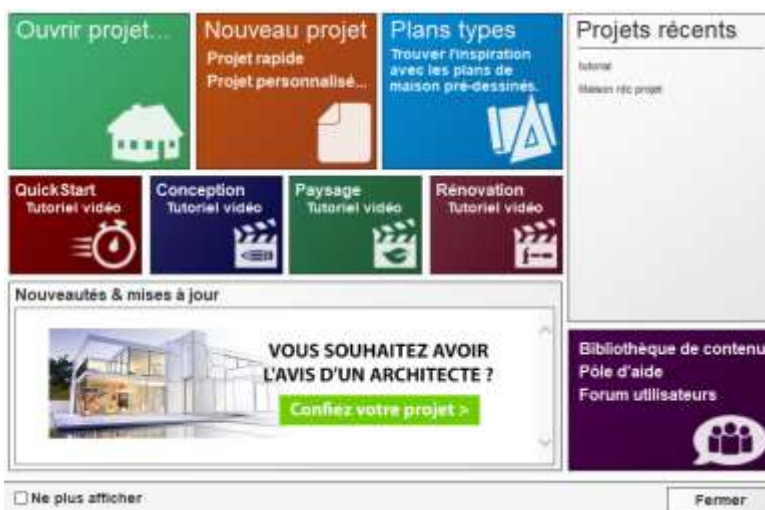 Ouvrir projet...
Nouveau projet
Projet rapide
Projet personnalisé...
Plans types
Trouver l'inspiration
avec les plans de
maison pré-dessinés.
Projets récents
tutorial
Maison rdc projet
QuickStart
Tutoriel vidéo
Conception
Tutoriel vidéo
Paysage
Tutoriel vidéo
Rénovation
Tutoriel vidéo
Nouveautés & mises à jour
VOUS SOUHAITEZ AVOIR
L'AVIS D'UN ARCHITECTE ?
Confiez votre projet >
Bibliothèque de contenu
Pôle d'aide
Forum utilisateurs
Ne plus afficher
Fermer